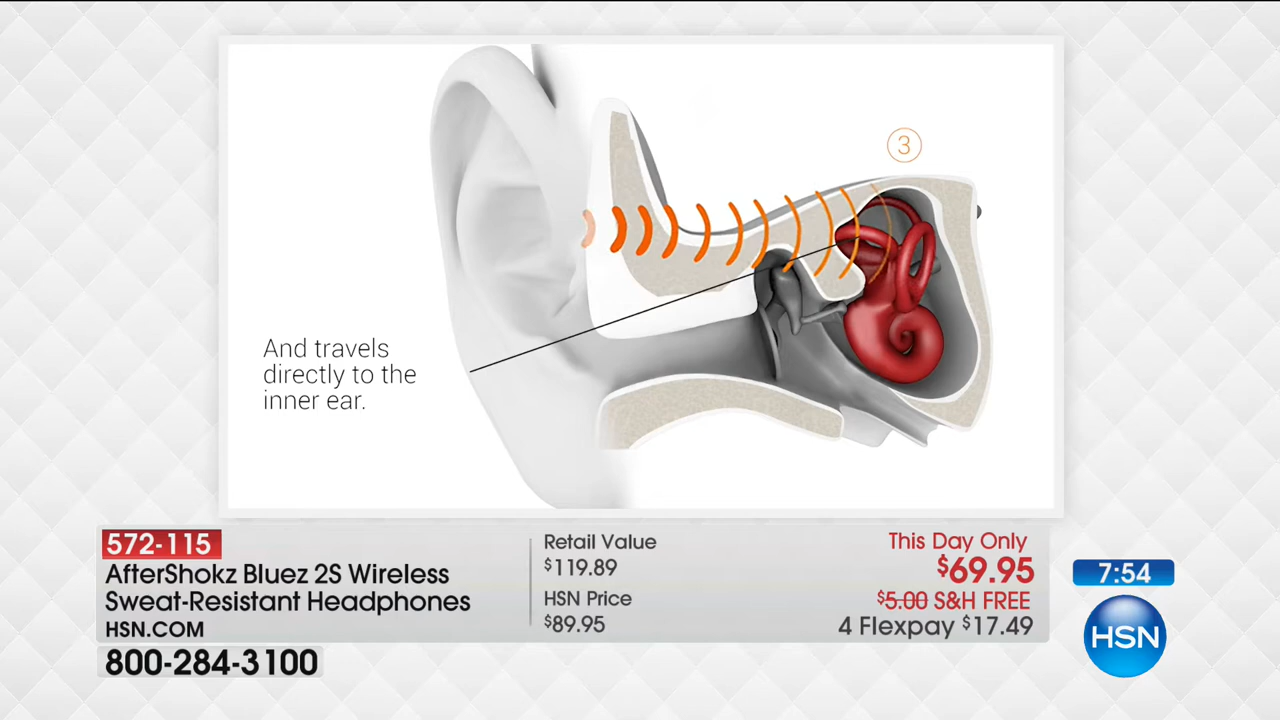 3
And travels
directly to the
inner ear.
572-115
AfterShokz Bluez 2S Wireless
Sweat-Resistant Headphones
HSN.COM
800-284-3100
Retail Value
$119.89
HSN Price
$89.95
This Day Only
$69.95
$5.00 S&H FREE
4 Flexpay $17.49
7:54
HSN